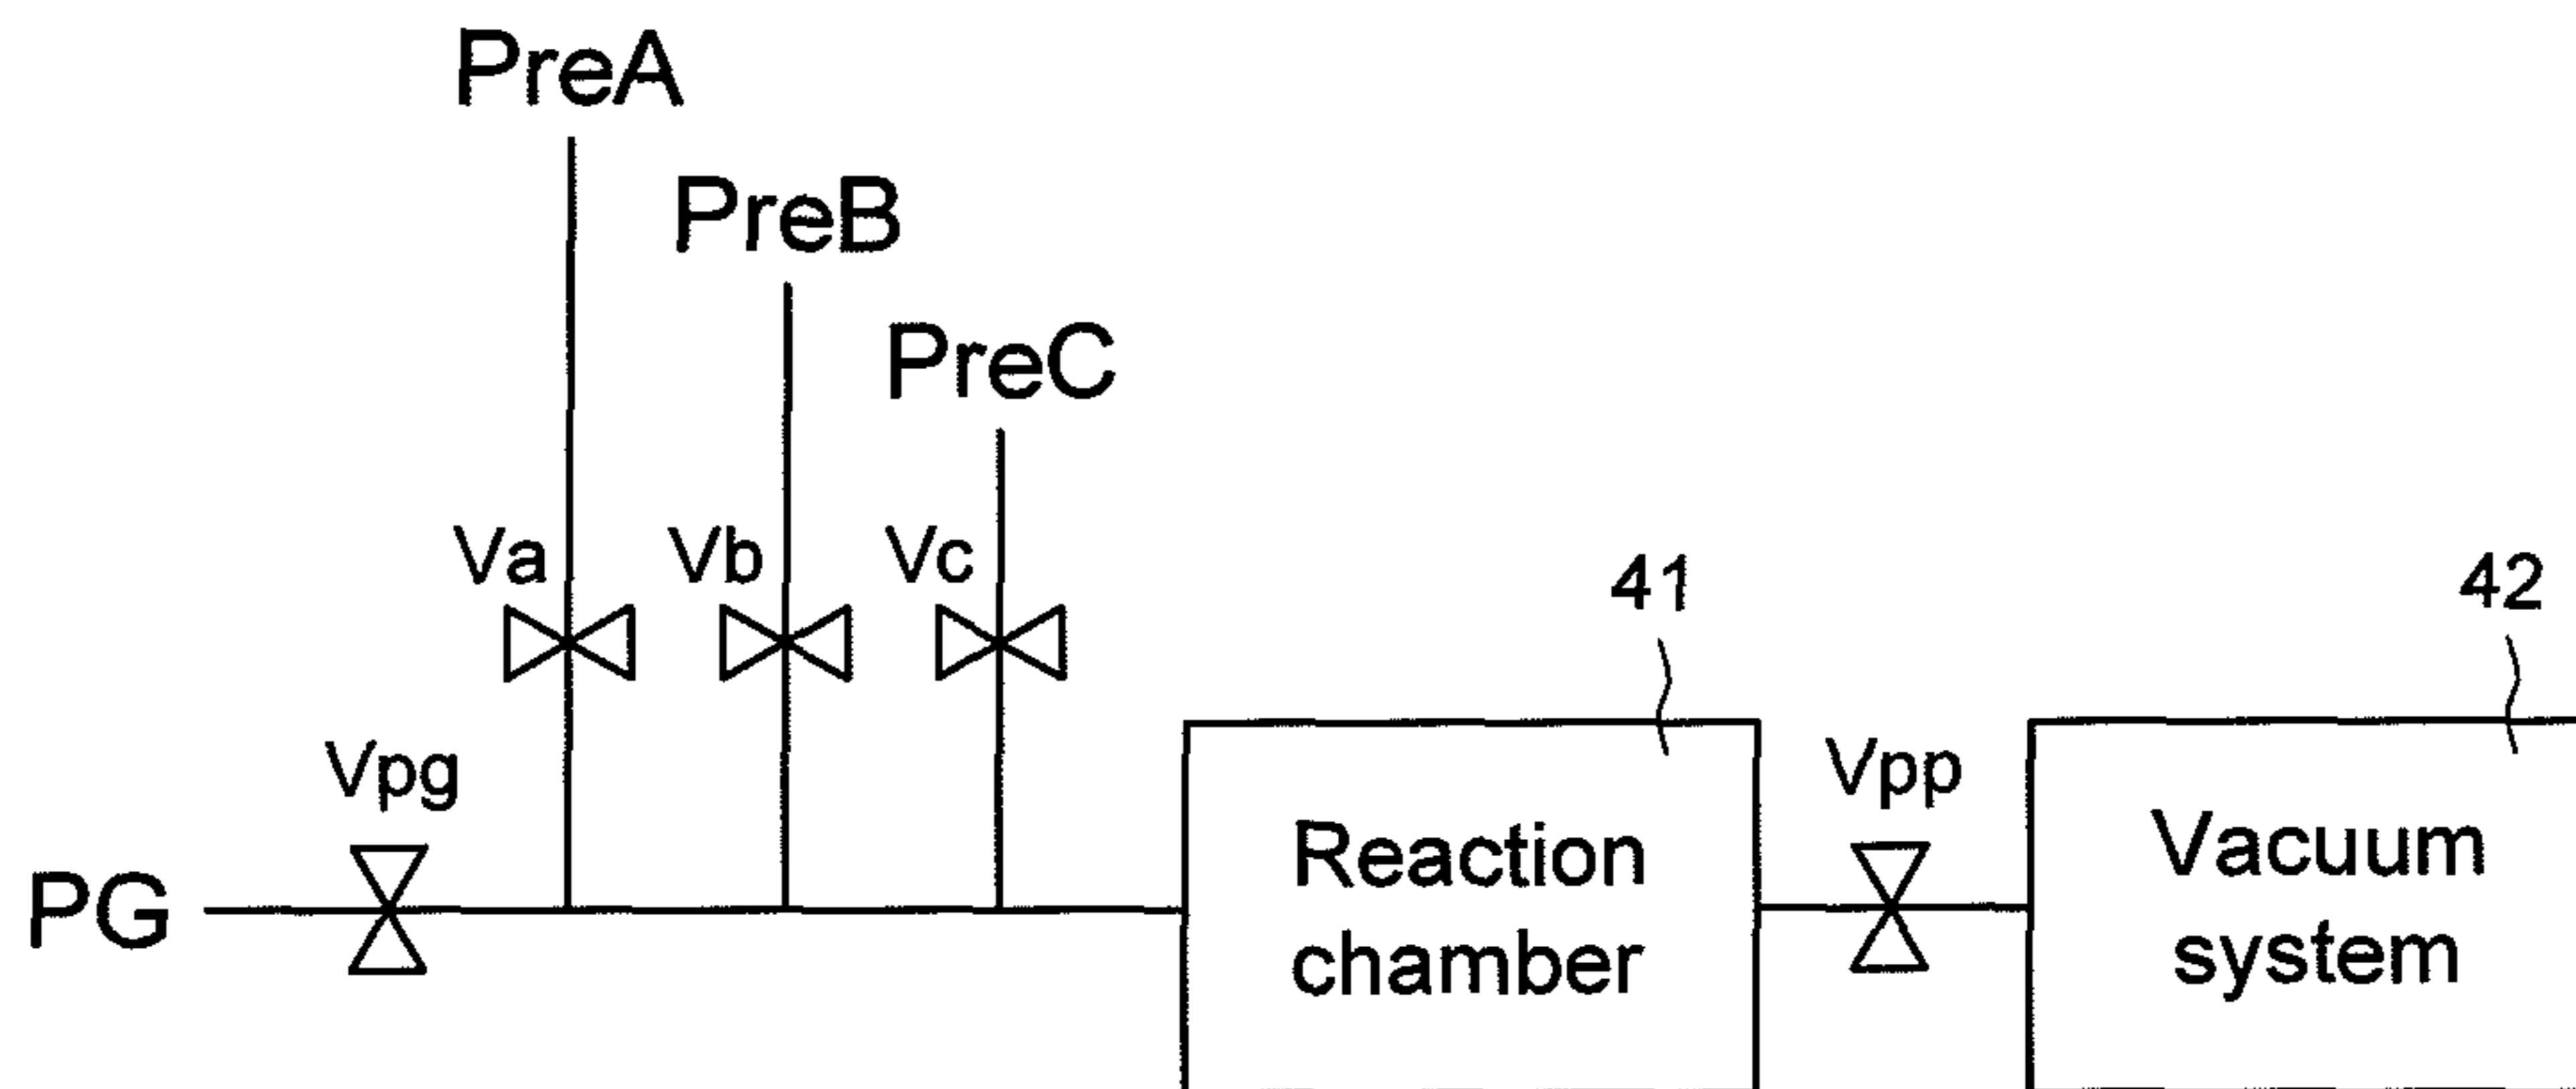 PreA
PreB
PreC
Va
Vb
Vc
41
42
Vpg
Vpp
PG
Reaction
chamber
Vacuum
system